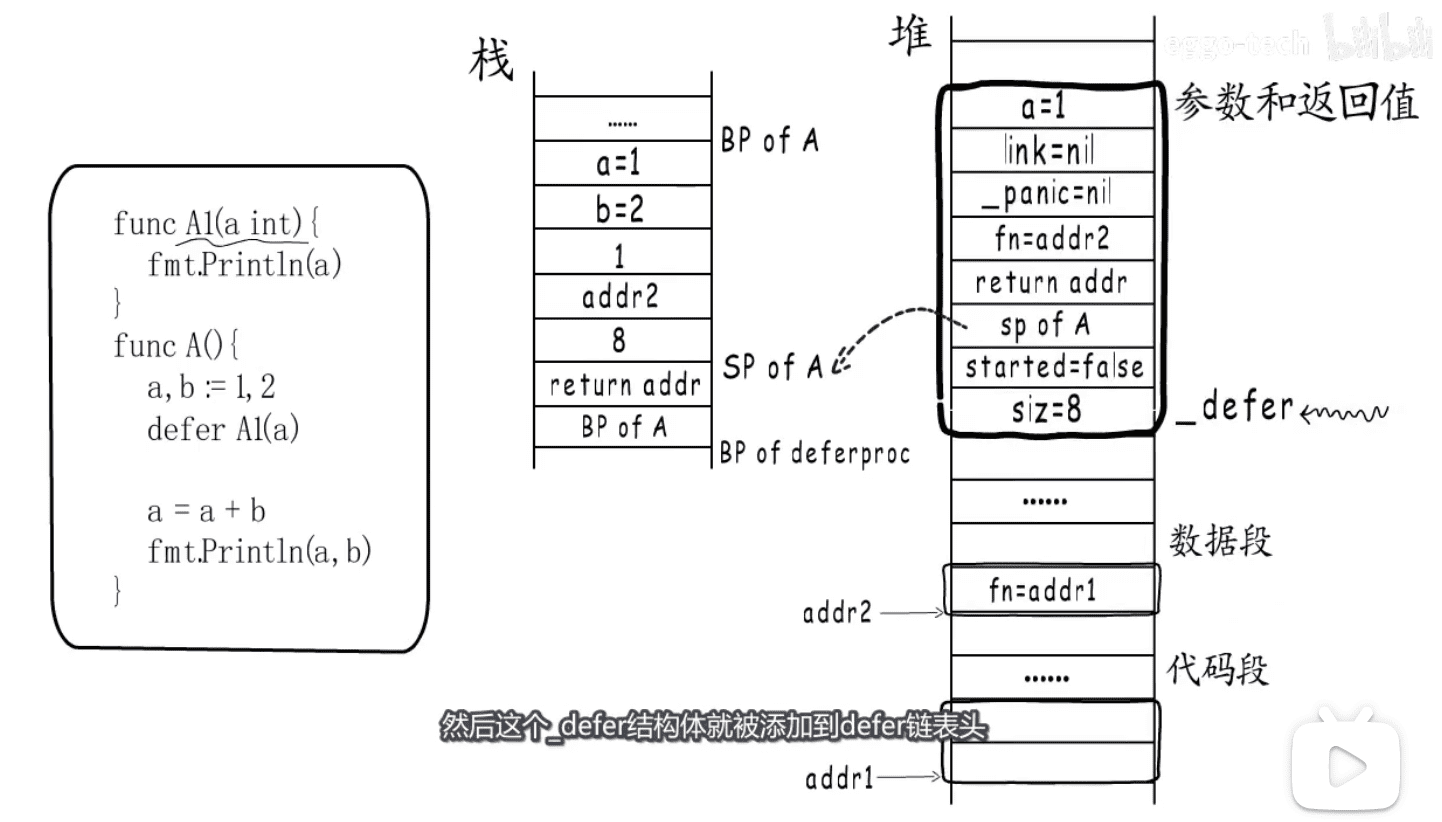 func A1(a int){
fmt.Println(a)
}
func A(){
a,b := 1,2
defer A1(a)
a = a + b
fmt.Println(a,b)
}
栈
......
BP of A
a=1
b=2
1
addr2
8
SP of A
return addr
BP of A
BP of deferproc
堆
a=1
参数和返回值
link=nil
_panic=nil
fn=addr2
return addr
sp of A
started=false
siz=8
_defer
......
数据段
fn=addr1
addr2
代码段
......
addr1
然后这个_defer结构体就被添加到defer链表头
eggo-tech
bilibili